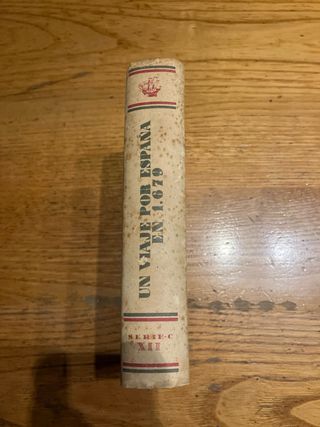 UN VIAJE POR ESPAÑA
EN 1.679
SERIE-C
XII